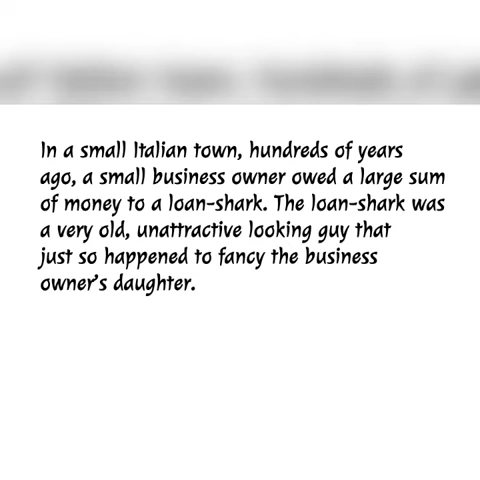 In a small Italian town, hundreds of years
ago, a small business owner owed a large sum
of money to a loan-shark. The loan-shark was
a very old, unattractive looking guy that
just so happened to fancy the business
owner's daughter.